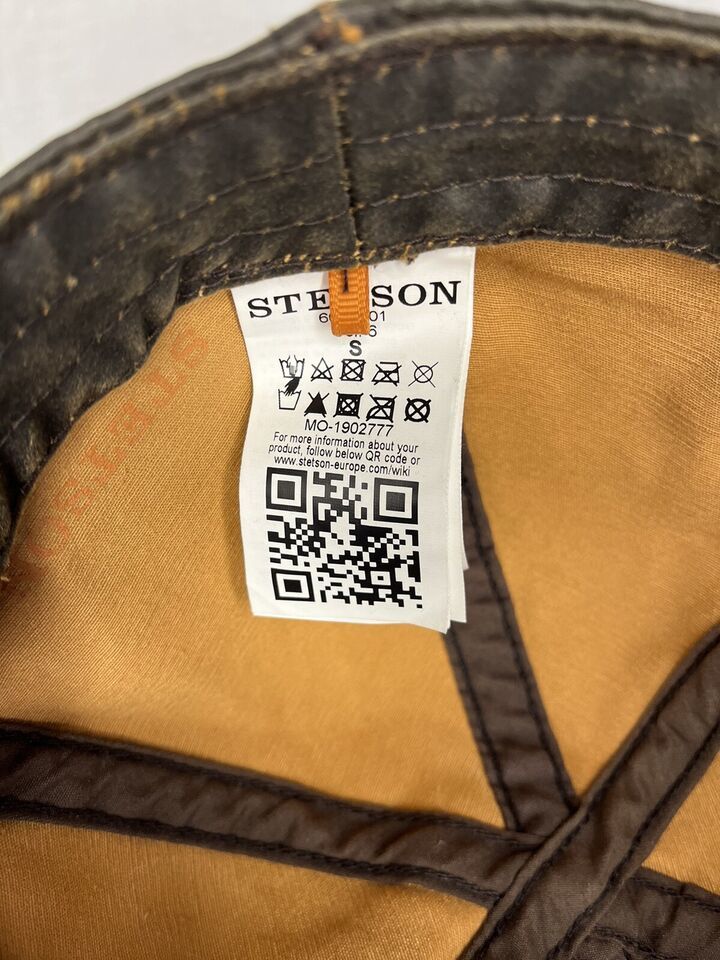 STETSON
S
MO-1902777
For more information about your
product, follow below QR code or
www.stetson-europe.com/wiki
STETSON